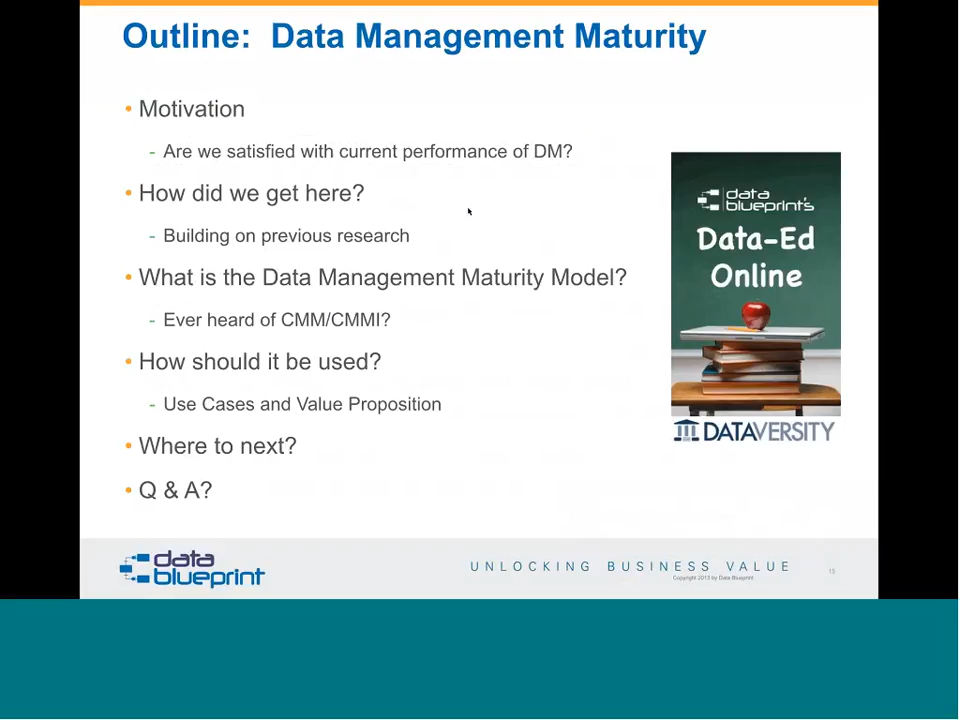 Outline: Data Management Maturity
• Motivation
- Are we satisfied with current performance of DM?
• How did we get here?
- Building on previous research
• What is the Data Management Maturity Model?
- Ever heard of CMM/CMMI?
• How should it be used?
- Use Cases and Value Proposition
• Where to next?
• Q & A?
data
blueprint's
Data-Ed
Online
DATAVERSITY
data
blueprint
UNLOCKING BUSINESS VALUE
Copyright 2013 by Data Blueprint
15